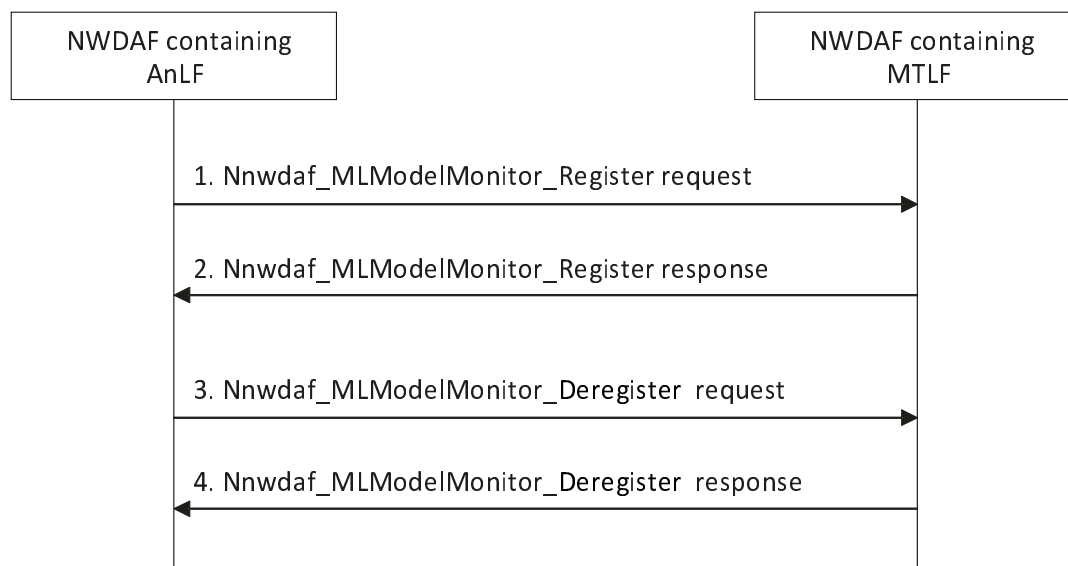 NWDAF containing
AnLF
NWDAF containing
MTLF
1. Nnwdaf_MLModelMonitor_Register request
2. Nnwdaf_MLModelMonitor_Register response
3. Nnwdaf_MLModelMonitor_Deregister request
4. Nnwdaf_MLModelMonitor_Deregister response